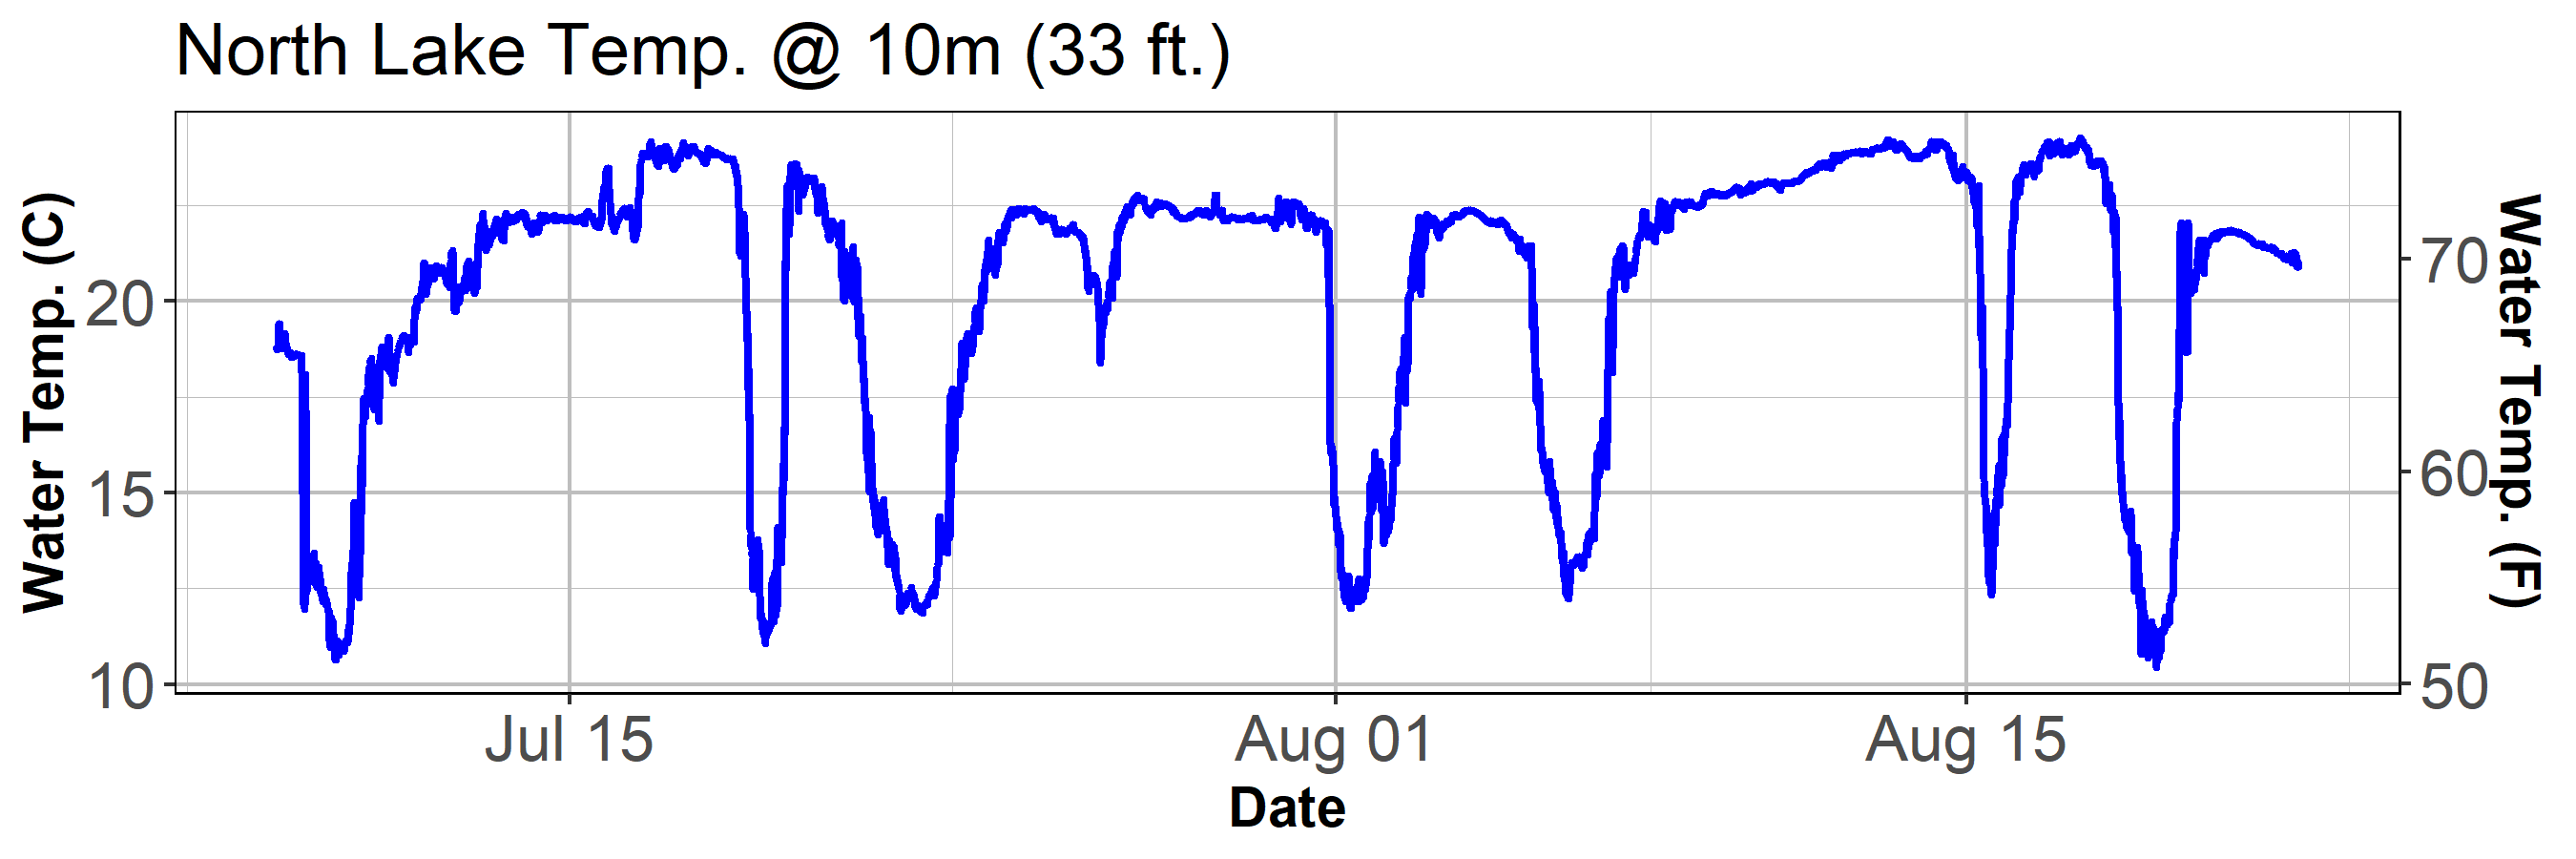 North Lake Temp. @ 10m (33 ft.)
Water Temp. (C)
20
15
10
70
60
50
Water Temp. (F)
Jul 15
Aug 01
Aug 15
Date